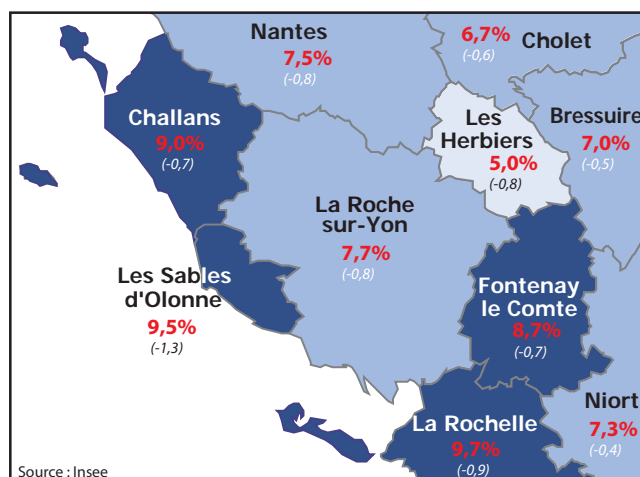 Nantes
7,5%
(-0,8)
6,7%
Cholet
(-0,6)
Challans
9,0%
(-0,7)
Les
Herbiers
5,0%
(-0,8)
Bressuire
7,0%
(-0,5)
La Roche
sur-Yon
7,7%
(-0,8)
Les Sables
d'Olonne
9,5%
(-1,3)
Fontenay
le Comte
8,7%
(-0,7)
La Rochelle
9,7%
(-0,9)
Niort
7,3%
(-0,4)
Source : Insee